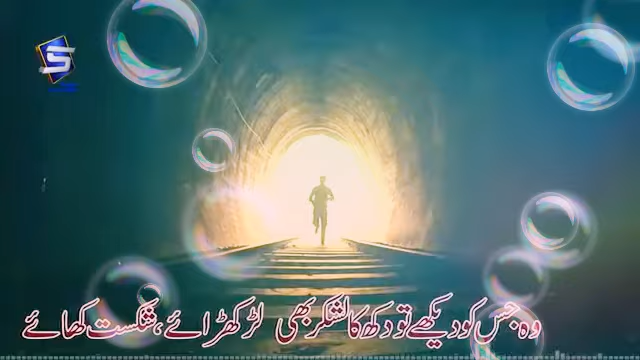 وہ جس کو دیکھے تو دکھ کا لشکر بھی لڑکھڑائے، شکست کھائے